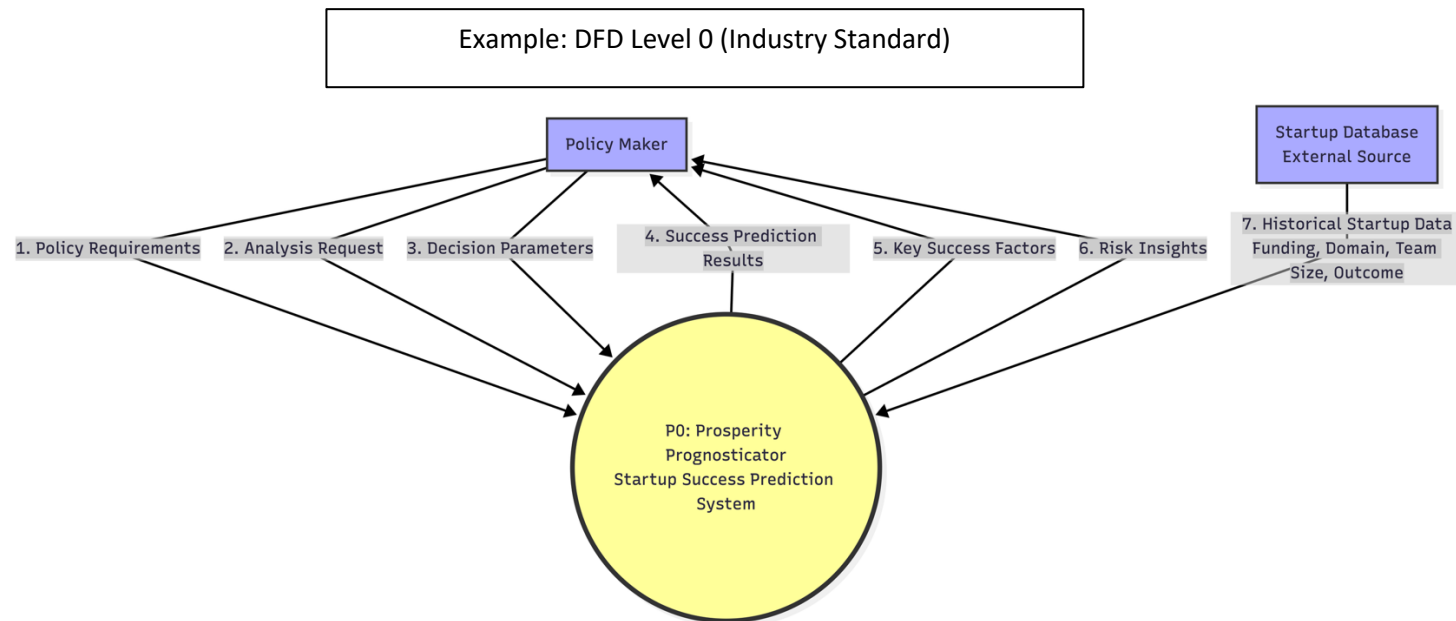 Example: DFD Level 0 (Industry Standard)
Policy Maker
Startup Database
External Source
1. Policy Requirements
2. Analysis Request
3. Decision Parameters
4. Success Prediction
Results
5. Key Success Factors
6. Risk Insights
7. Historical Startup Data
Funding, Domain, Team
Size, Outcome
P0: Prosperity
Prognosticator
Startup Success Prediction
System